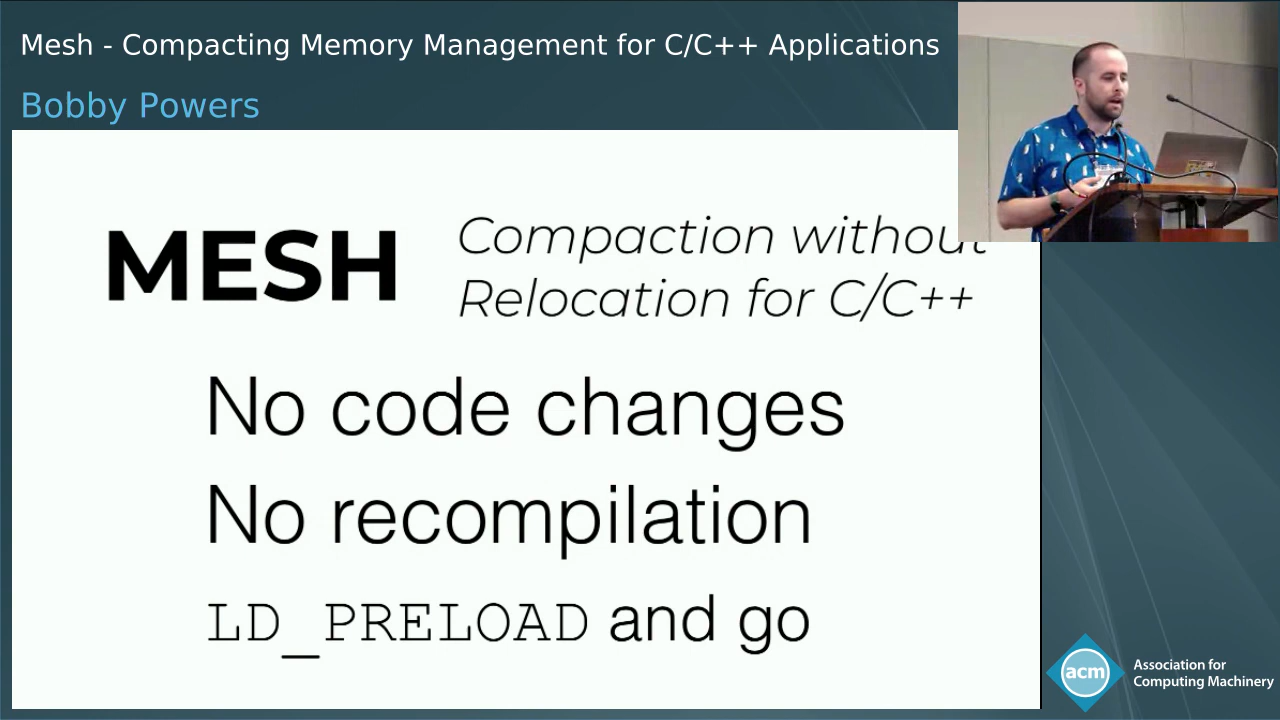 Mesh - Compacting Memory Management for C/C++ Applications
Bobby Powers
MESH
Compaction without
Relocation for C/C++
No code changes
No recompilation
LD_PRELOAD and go
acm
Association for
Computing Machinery